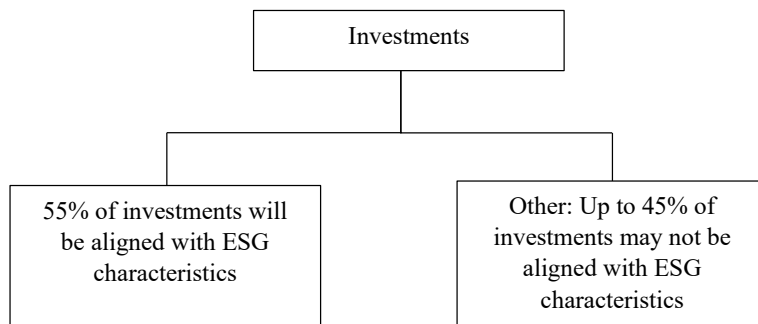 Investments
55% of investments will
be aligned with ESG
characteristics
Other: Up to 45% of
investments may not be
aligned with ESG
characteristics